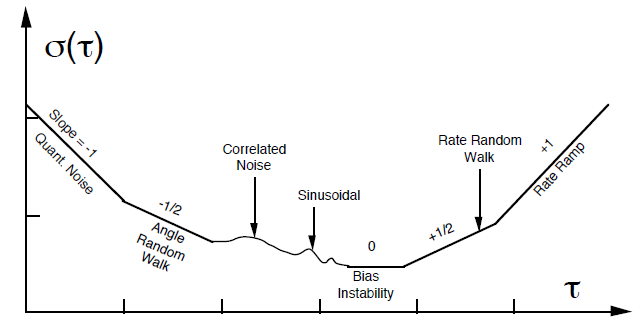 σ(τ)
Slope = -1
Quant. Noise
-1/2
Angle
Random
Walk
Correlated
Noise
Sinusoidal
0
Bias
Instability
+1/2
Rate Random
Walk
+1
Rate Ramp
τ